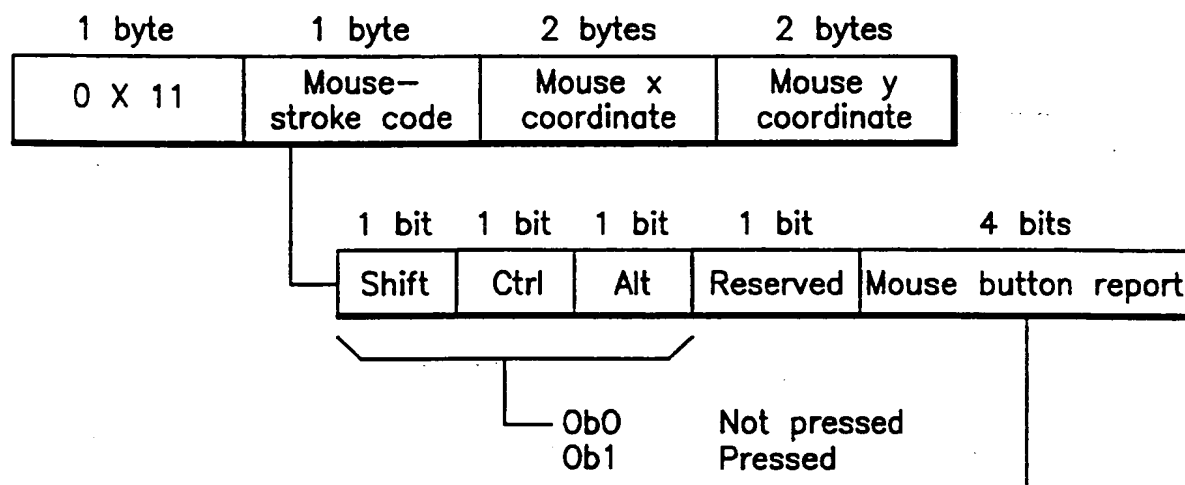 1 byte 1 byte 2 bytes 2 bytes
0 X 11 Mouse– Mouse x Mouse y
stroke code coordinate coordinate
1 bit 1 bit 1 bit 1 bit 4 bits
Shift Ctrl Alt Reserved Mouse button report
0b0 Not pressed
0b1 Pressed